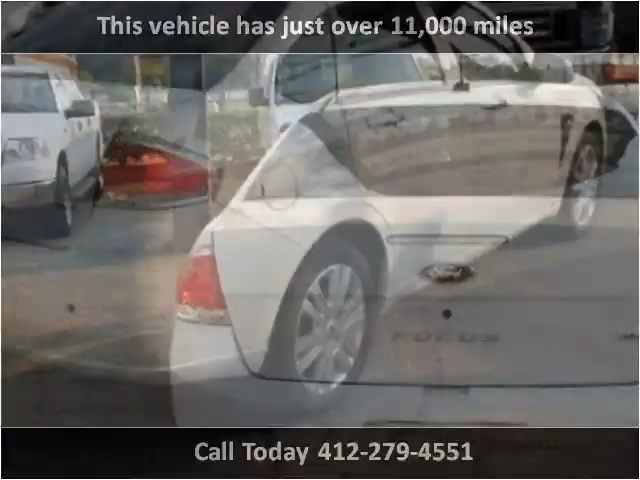 This vehicle has just over 11,000 miles
FOCUS
Call Today 412-279-4551